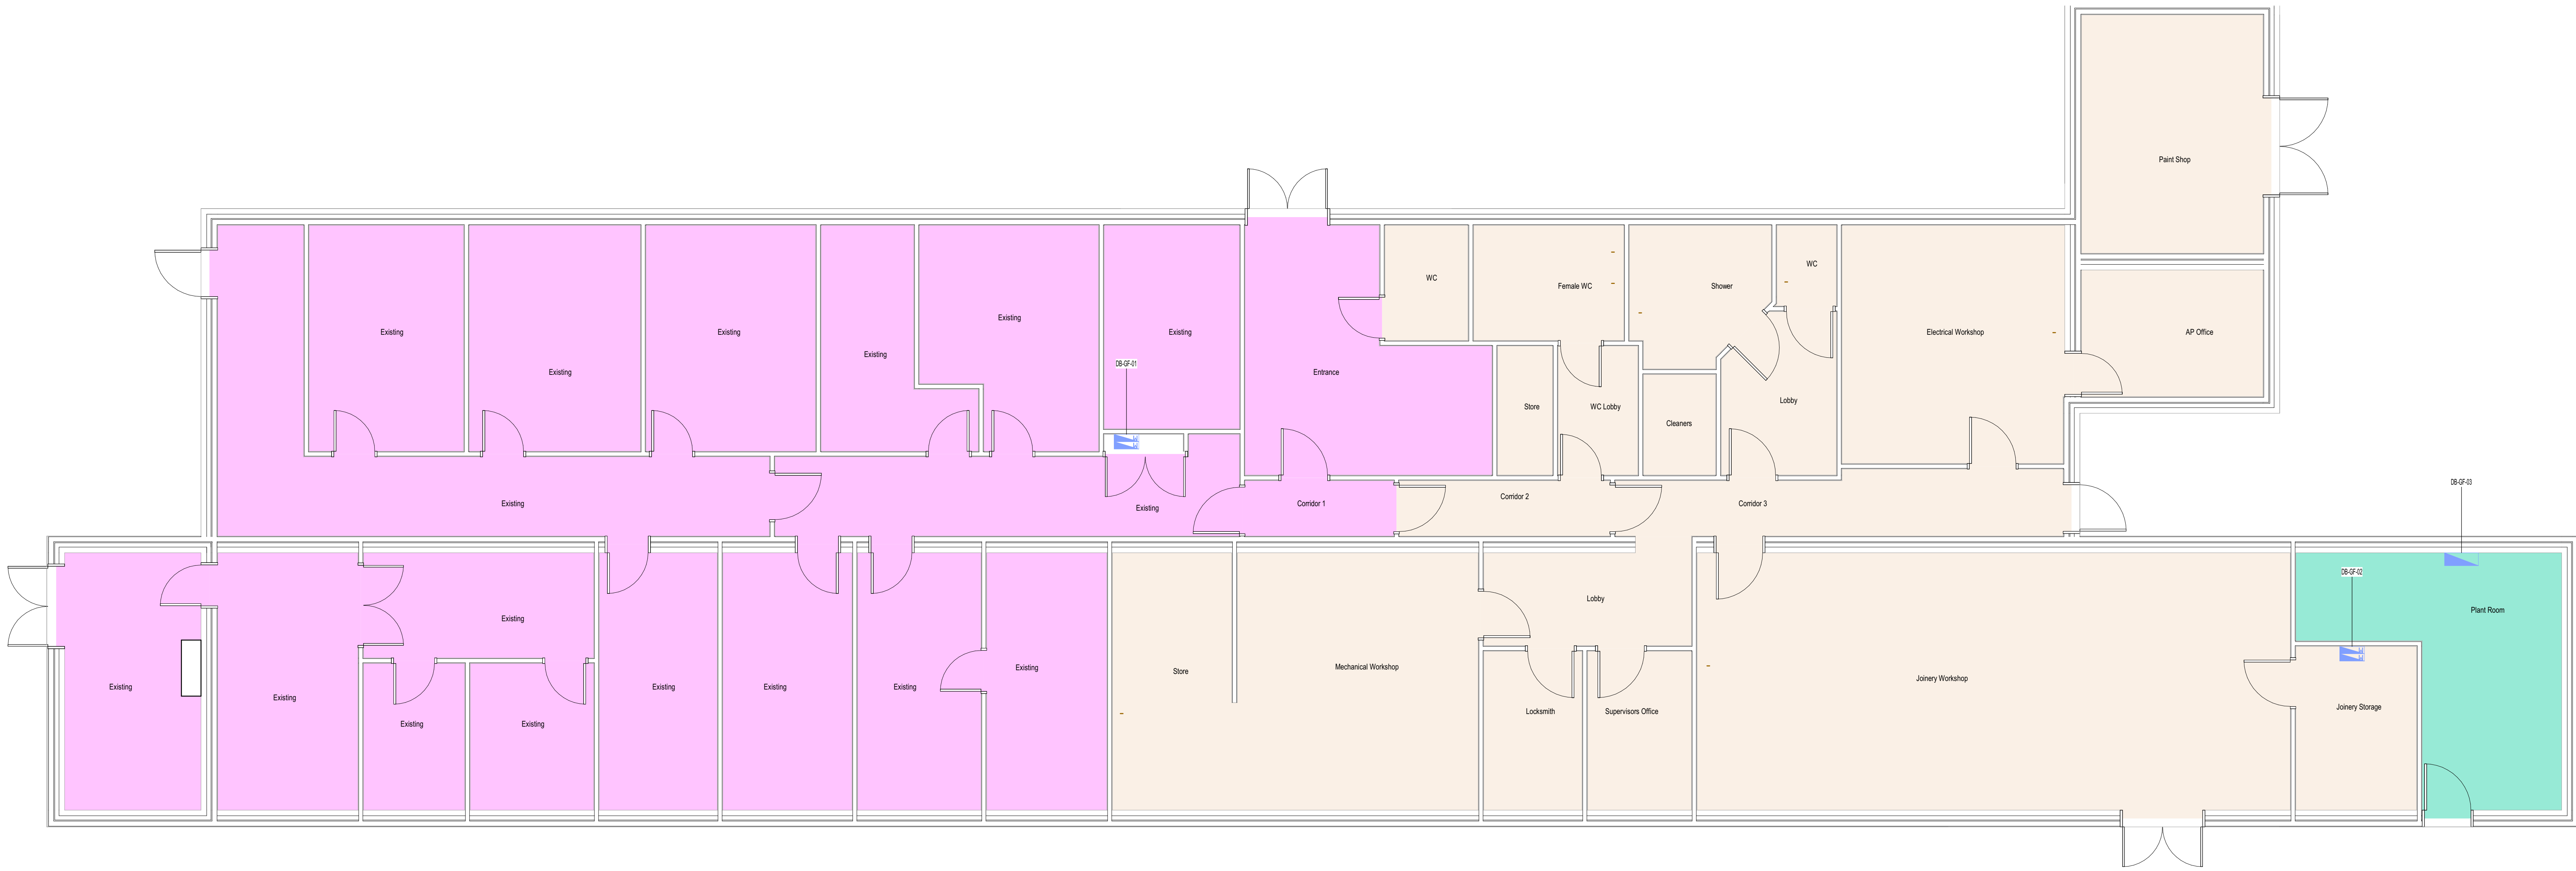 Paint Shop
WC
Female WC
Shower
WC
Existing
Existing
Existing
Existing
Existing
Existing
Electrical Workshop
AP Office
DB-GF-01
Entrance
Store
WC Lobby
Cleaners
Lobby
Existing
Existing
Corridor 1
Corridor 2
Corridor 3
DB-GF-03
DB-GF-02
Existing
Lobby
Plant Room
Existing
Existing
Existing
Existing
Existing
Existing
Store
Mechanical Workshop
Joinery Workshop
Existing
Existing
Locksmith
Supervisors Office
Joinery Storage